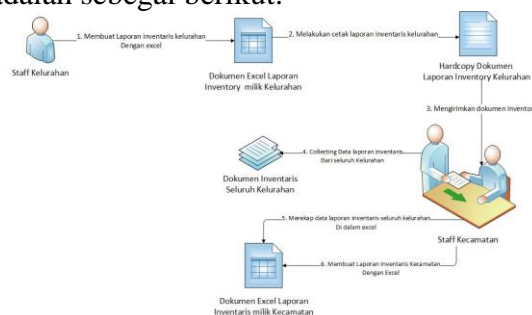 adalah sebegai berikut:
1. Membuat Laporan inventaris kelurahan
Dengan excel
2. Melakukan cetak laporan inventaris kelurahan
Staff Kelurahan
Dokumen Excel Laporan
Inventory milik Kelurahan
Hardcopy Dokumen
Laporan Inventory Kelurahan
3. Mengirimkan dokumen inventor
4. Collecting Data laporan inventaris
Dari seluruh Kelurahan
Dokumen Inventaris
Seluruh Kelurahan
5. Merekap data laporan inventaris seluruh kelurahan
Di dalam excel
Staff Kecamatan
6. Membuat Laporan Inventaris Kecamatan
Dengan Excel
Dokumen Excel Laporan
Inventaris milik Kecamatan